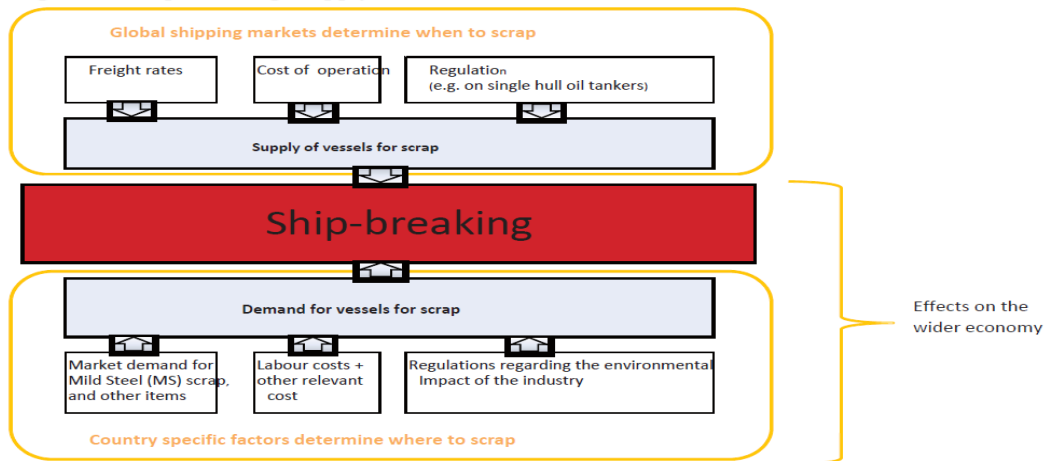 Global shipping markets determine when to scrap
Freight rates
Cost of operation
Regulation
(e.g. on single hull oil tankers)
Supply of vessels for scrap
Ship-breaking
Demand for vessels for scrap
Effects on the
wider economy
Market demand for
Mild Steel (MS) scrap,
and other items
Labour costs +
other relevant
cost
Regulations regarding the environmental
Impact of the industry
Country specific factors determine where to scrap